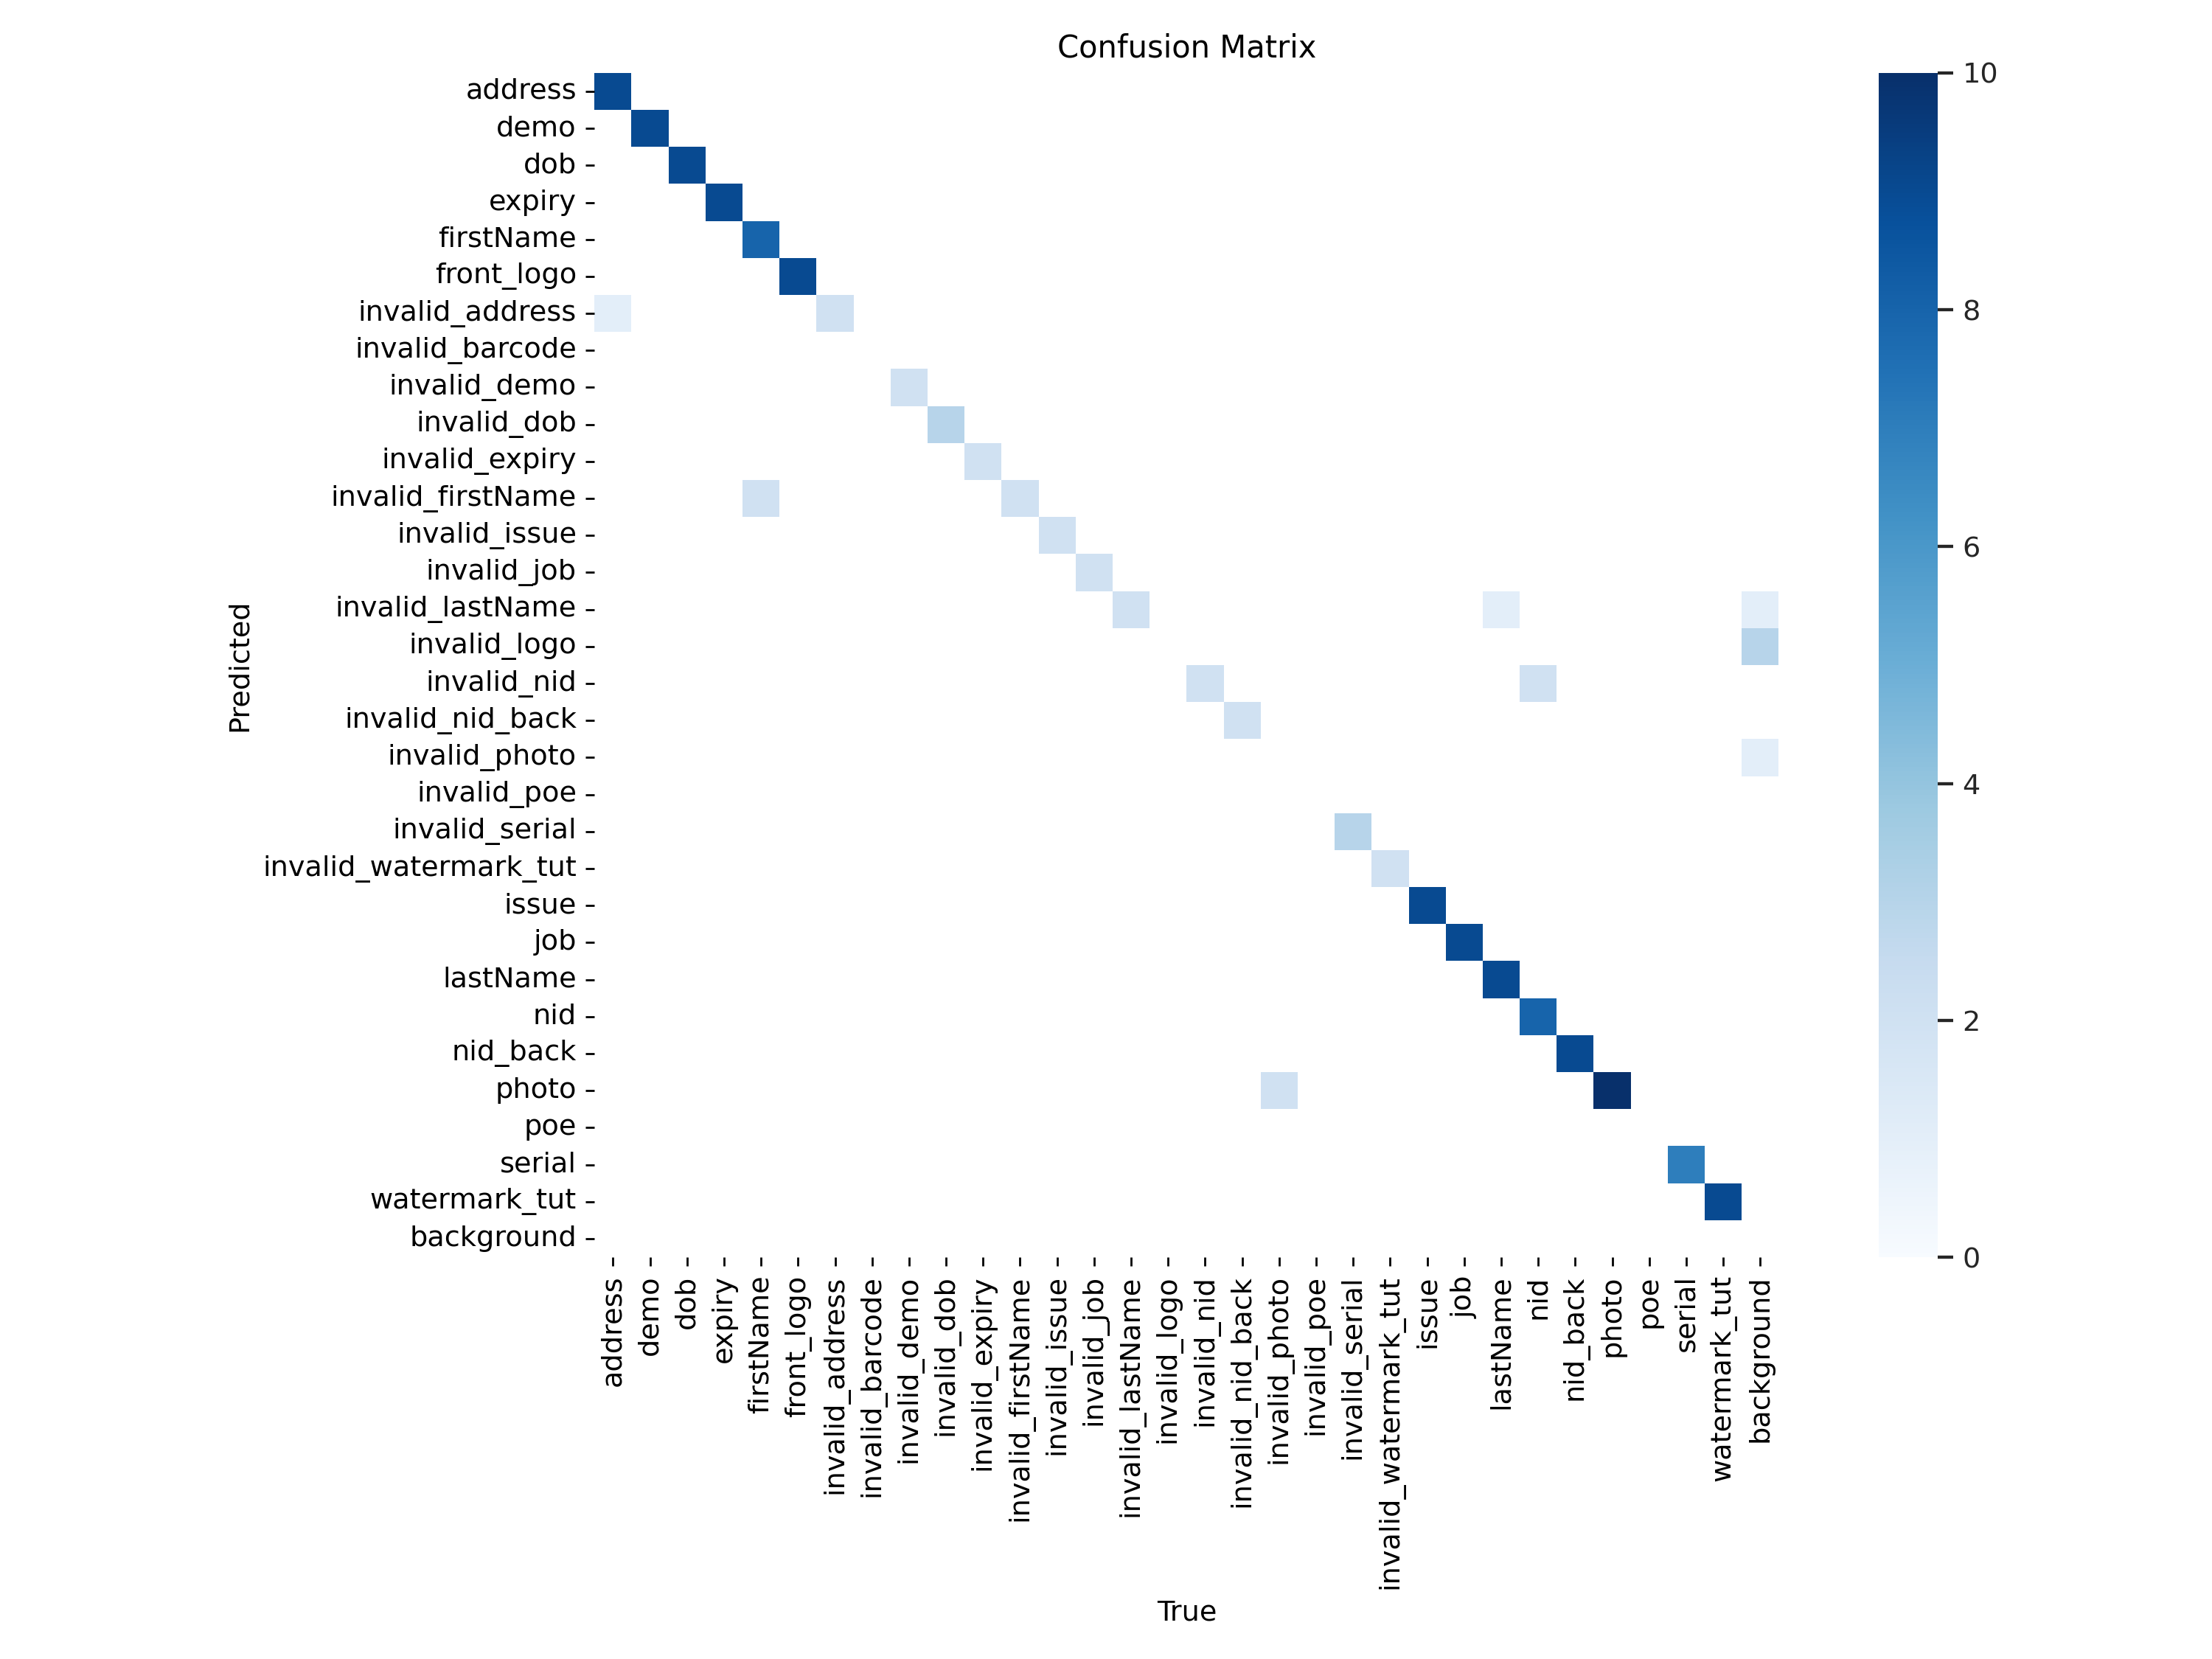 Confusion Matrix
address
demo
dob
expiry
firstName
front_logo
invalid_address
invalid_barcode
invalid_demo
invalid_dob
invalid_expiry
invalid_firstName
invalid_issue
invalid_job
invalid_lastName
invalid_logo
invalid_nid
invalid_nid_back
invalid_photo
invalid_poe
invalid_serial
invalid_watermark_tut
issue
job
lastName
nid
nid_back
photo
poe
serial
watermark_tut
background
Predicted
address
demo
dob
expiry
firstName
front_logo
invalid_address
invalid_barcode
invalid_demo
invalid_dob
invalid_expiry
invalid_firstName
invalid_issue
invalid_job
invalid_lastName
invalid_logo
invalid_nid
invalid_nid_back
invalid_photo
invalid_poe
invalid_serial
invalid_watermark_tut
issue
job
lastName
nid
nid_back
photo
poe
serial
watermark_tut
background
True
10
8
6
4
2
0